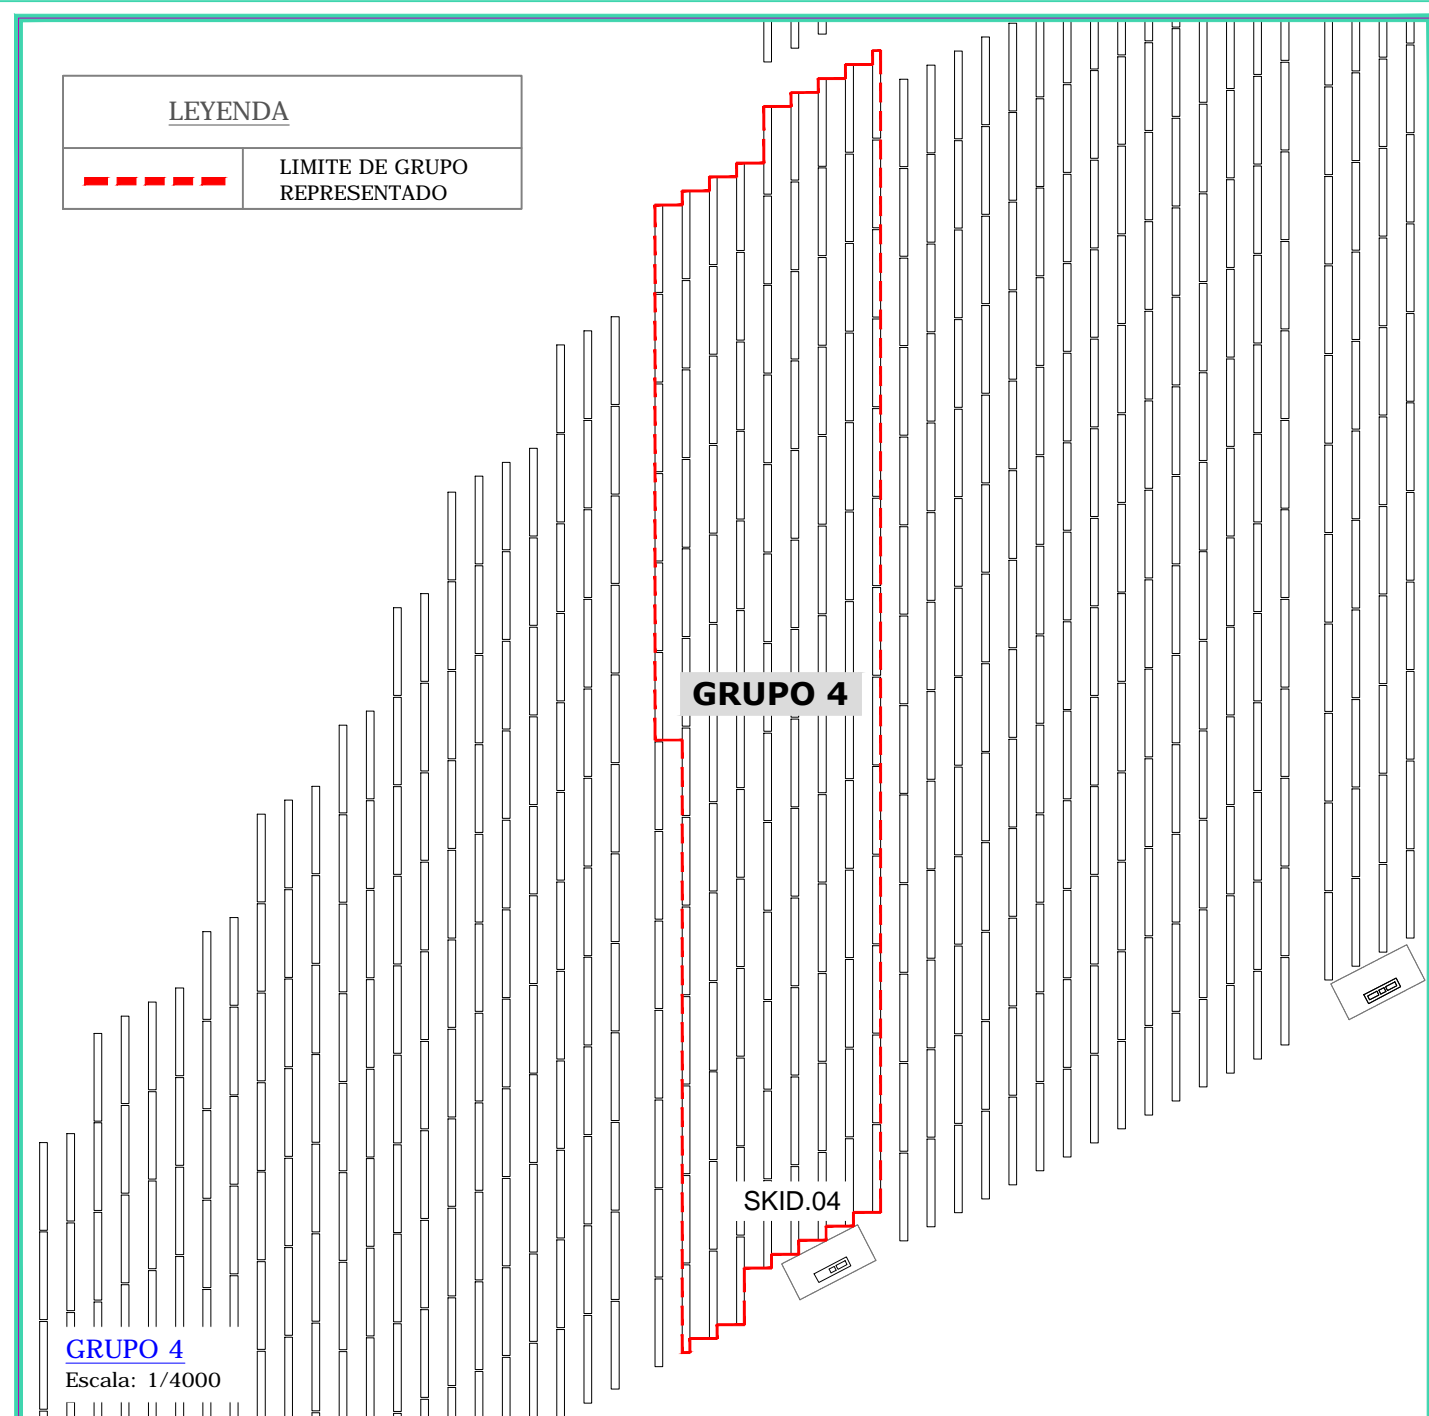 LEYENDA
LIMITE DE GRUPO
REPRESENTADO
GRUPO 4
SKID.04
GRUPO 4
Escala: 1/4000